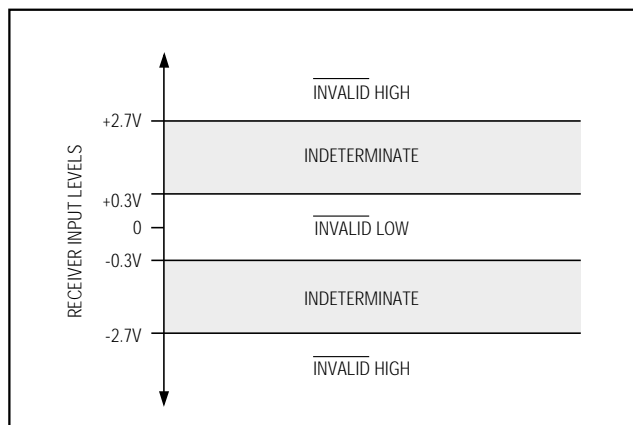 INVALID HIGH
+2.7V
INDETERMINATE
+0.3V
0
INVALID LOW
-0.3V
INDETERMINATE
-2.7V
INVALID HIGH
RECEIVER INPUT LEVELS